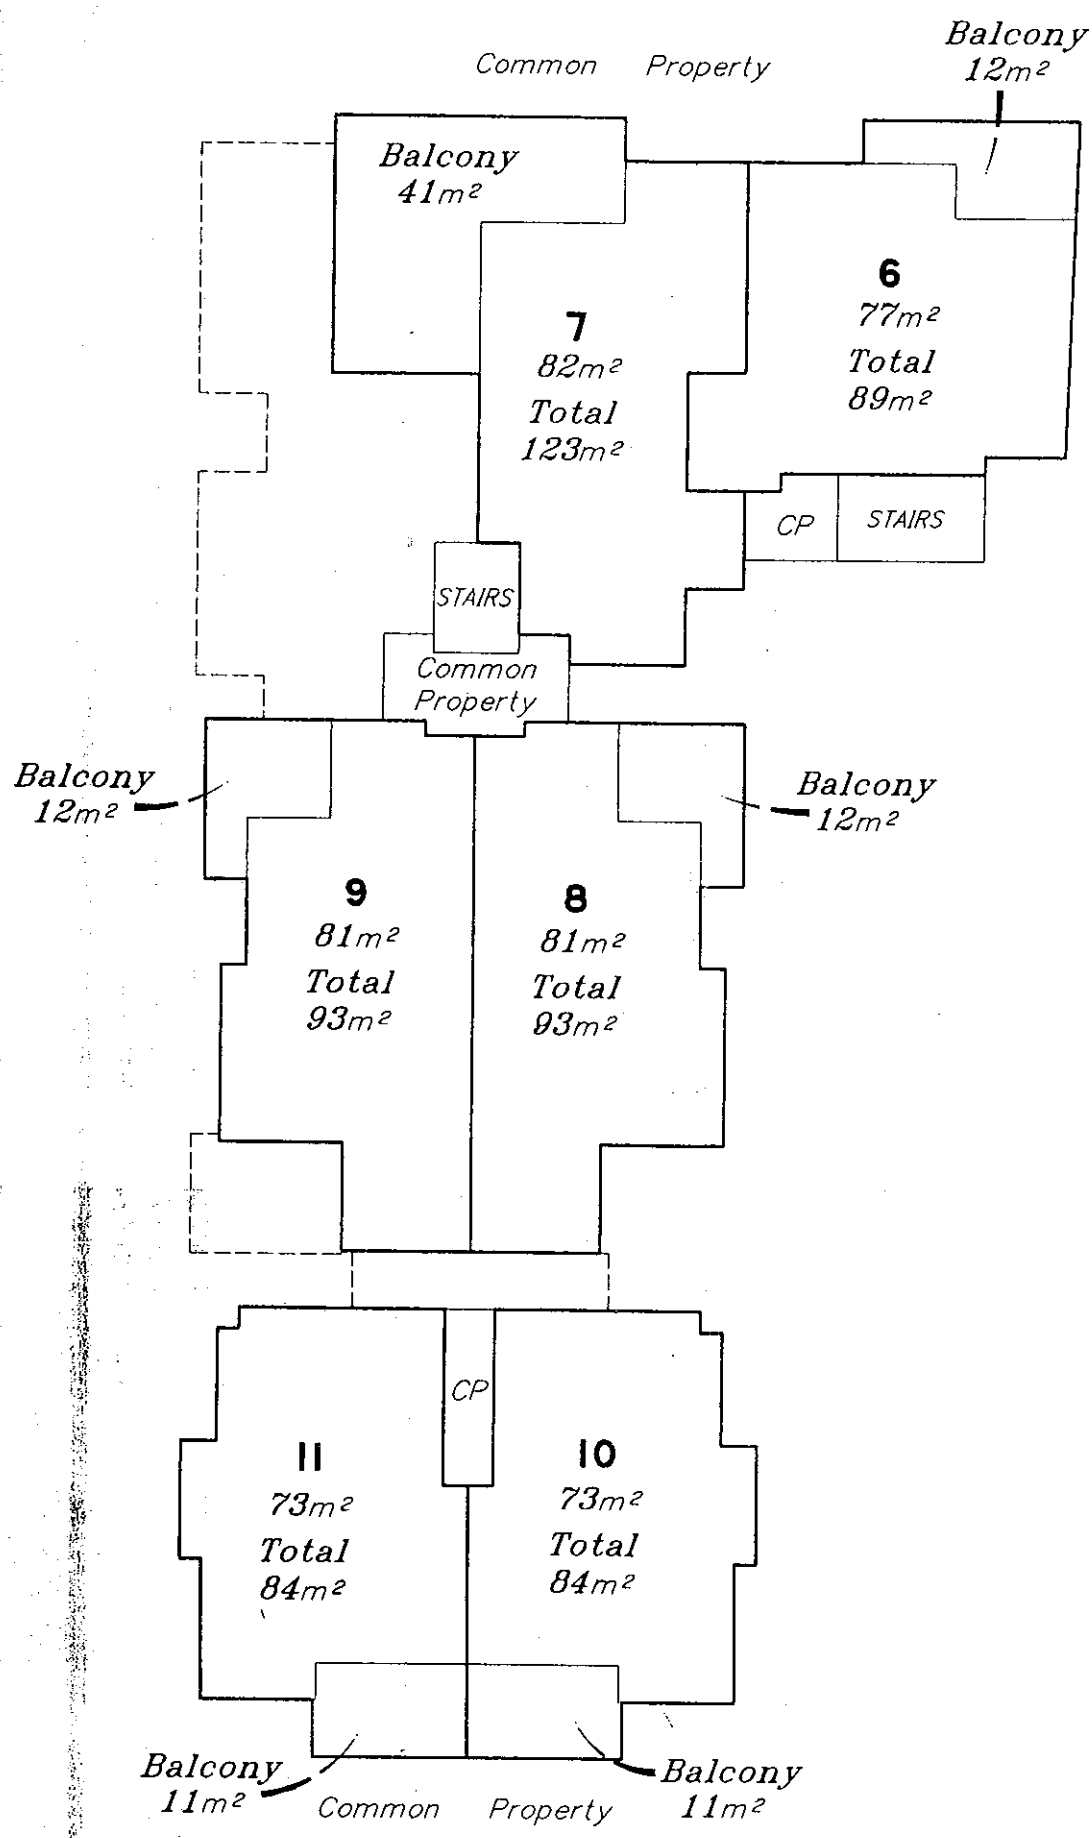 Common Property
Balcony
12m²
Balcony
41m²
6
77m²
Total
89m²
7
82m²
Total
123m²
CP
STAIRS
STAIRS
Common
Property
Balcony
12m²
Balcony
12m²
9
81m²
Total
93m²
8
81m²
Total
93m²
CP
11
73m²
Total
84m²
10
73m²
Total
84m²
Balcony
11m²
Balcony
11m²
Common Property